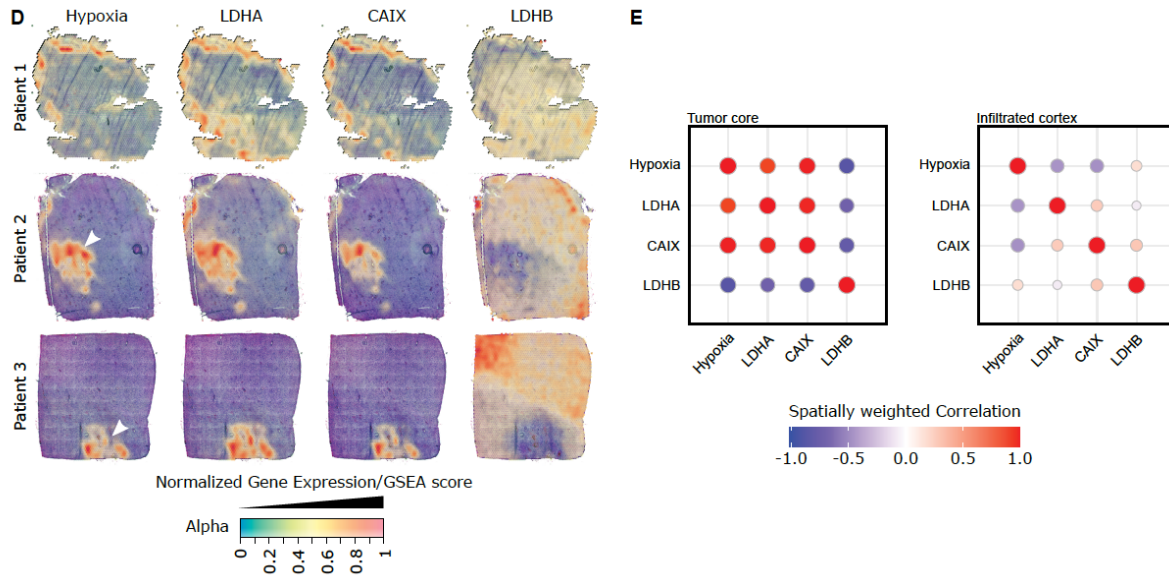 D
Hypoxia LDHA CAIX LDHB
Patient 1
Patient 2
Patient 3
Normalized Gene Expression/GSEA score
Alpha
0 0.2 0.4 0.6 0.8 1
E
Tumor core
Hypoxia
LDHA
CAIX
LDHB
Hypoxia LDHA CAIX LDHB
Infiltrated cortex
Hypoxia
LDHA
CAIX
LDHB
Hypoxia LDHA CAIX LDHB
Spatially weighted Correlation
-1.0 -0.5 0.0 0.5 1.0